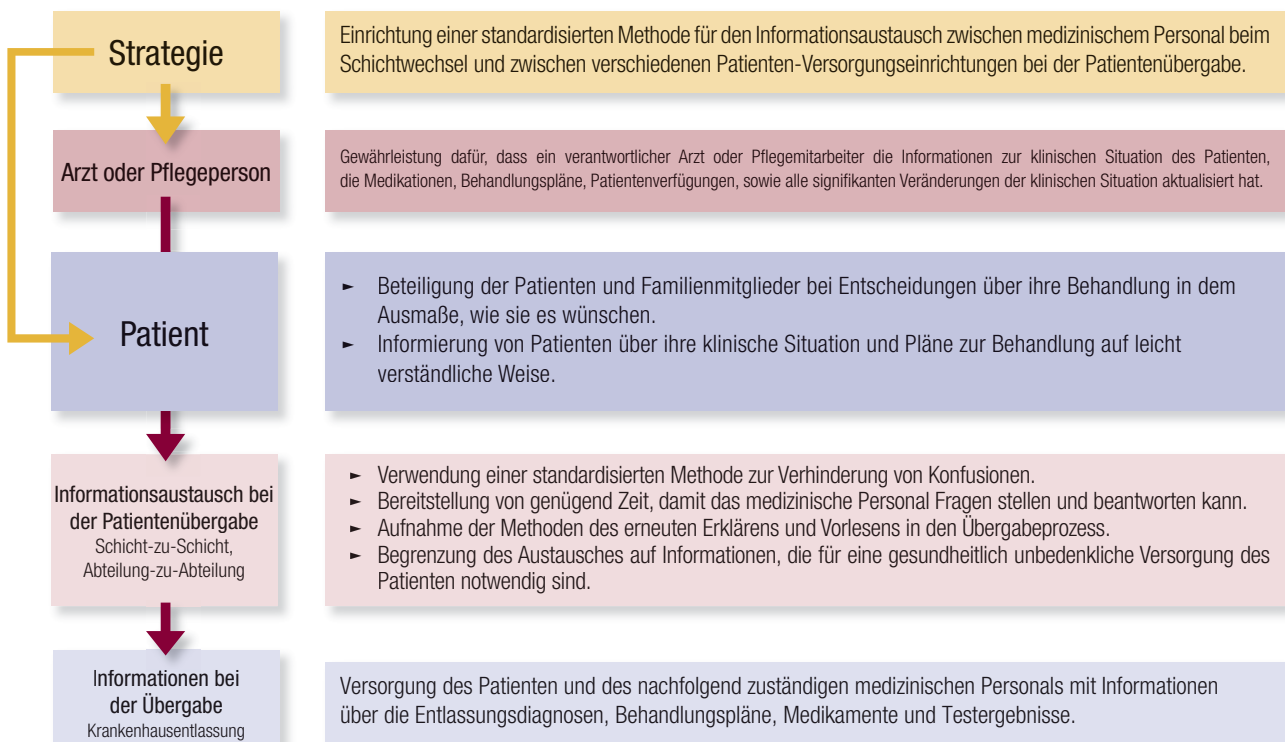 Strategie
Einrichtung einer standardisierten Methode für den Informationsaustausch zwischen medizinischem Personal beim
Schichtwechsel und zwischen verschiedenen Patienten-Versorgungseinrichtungen bei der Patientenübergabe.
Arzt oder Pflegeperson
Gewährleistung dafür, dass ein verantwortlicher Arzt oder Pflegemitarbeiter die Informationen zur klinischen Situation des Patienten,
die Medikationen, Behandlungspläne, Patientenverfügungen, sowie alle signifikanten Veränderungen der klinischen Situation aktualisiert hat.
Patient
► Beteiligung der Patienten und Familienmitglieder bei Entscheidungen über ihre Behandlung in dem
Ausmaße, wie sie es wünschen.
► Informierung von Patienten über ihre klinische Situation und Pläne zur Behandlung auf leicht
verständliche Weise.
Informationsaustausch bei
der Patientenübergabe
Schicht-zu-Schicht,
Abteilung-zu-Abteilung
► Verwendung einer standardisierten Methode zur Verhinderung von Konfusionen.
► Bereitstellung von genügend Zeit, damit das medizinische Personal Fragen stellen und beantworten kann.
► Aufnahme der Methoden des erneuten Erklärens und Vorlesens in den Übergabeprozess.
► Begrenzung des Austausches auf Informationen, die für eine gesundheitlich unbedenkliche Versorgung des
Patienten notwendig sind.
Informationen bei
der Übergabe
Krankenhausentlassung
Versorgung des Patienten und des nachfolgend zuständigen medizinischen Personals mit Informationen
über die Entlassungsdiagnosen, Behandlungspläne, Medikamente und Testergebnisse.